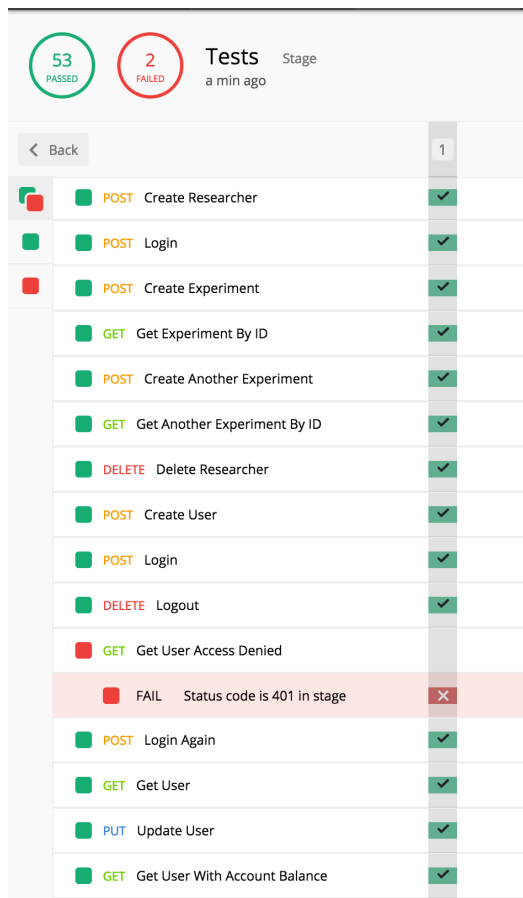 53
PASSED
2
FAILED
Tests Stage
a min ago
Back 1
POST Create Researcher
POST Login
POST Create Experiment
GET Get Experiment By ID
POST Create Another Experiment
GET Get Another Experiment By ID
DELETE Delete Researcher
POST Create User
POST Login
DELETE Logout
GET Get User Access Denied
FAIL Status code is 401 in stage
POST Login Again
GET Get User
PUT Update User
GET Get User With Account Balance